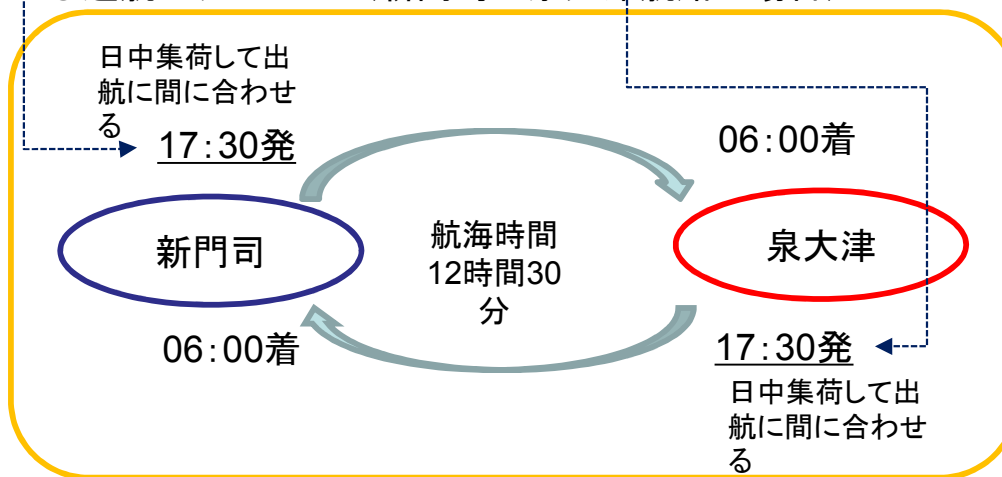 日中集荷して出
航に間に合わせ
る
17:30発
06:00着
新門司
航海時間
12時間30
分
泉大津
06:00着
17:30発
日中集荷して出
航に間に合わせ
る